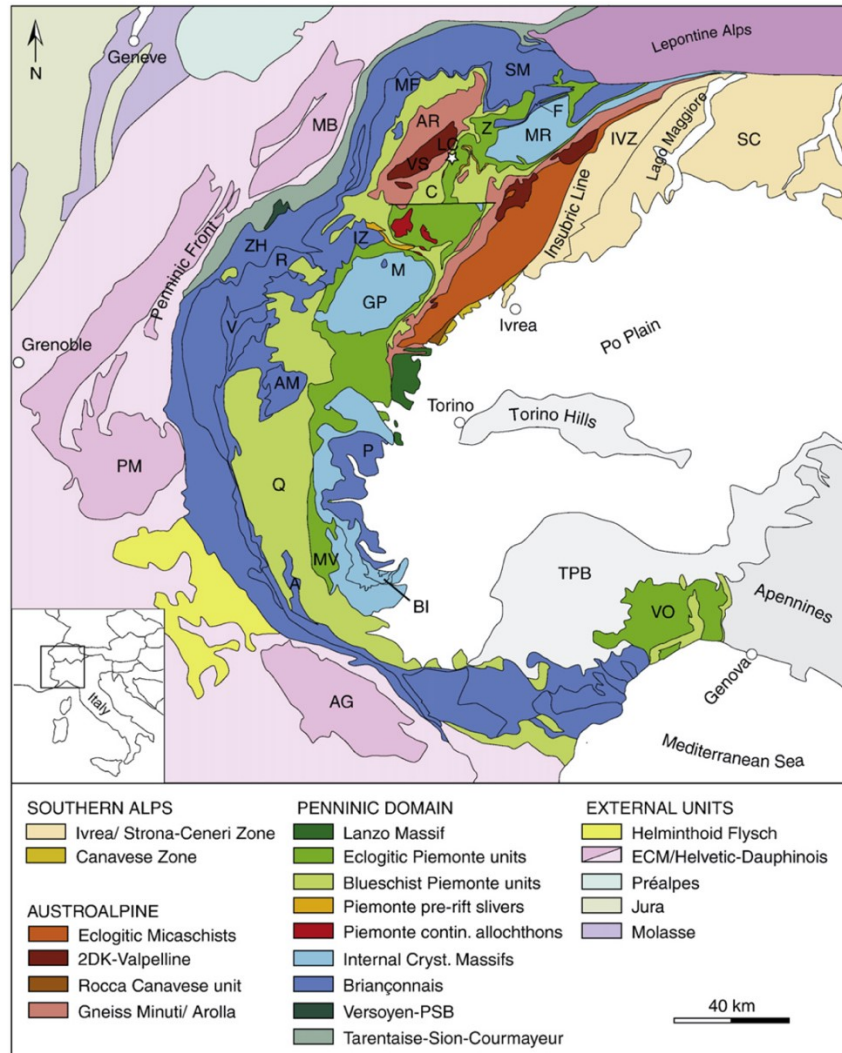 Geneve
N
Lepontine Alps
SM
MF
MB
AR
F
Z
MR
LC
VS
IVZ
Lago Maggiore
SC
C
Insubric Line
Penninic Front
ZH
IZ
R
M
GP
Ivrea
V
Po Plain
Grenoble
AM
Torino
Torino Hills
P
PM
Q
MV
TPB
A
BI
VO
Apennines
Genova
Italy
AG
Mediterranean Sea
SOUTHERN ALPS
Ivrea/ Strona-Ceneri Zone
Canavese Zone
AUSTROALPINE
Eclogitic Micaschists
2DK-Valpelline
Rocca Canavese unit
Gneiss Minuti/ Arolla
PENNINIC DOMAIN
Lanzo Massif
Eclogitic Piemonte units
Blueschist Piemonte units
Piemonte pre-rift slivers
Piemonte contin. allochthons
Internal Cryst. Massifs
Briançonnais
Versoyen-PSB
Tarentaise-Sion-Courmayeur
EXTERNAL UNITS
Helminthoid Flysch
ECM/Helvetic-Dauphinois
Préalpes
Jura
Molasse
40 km